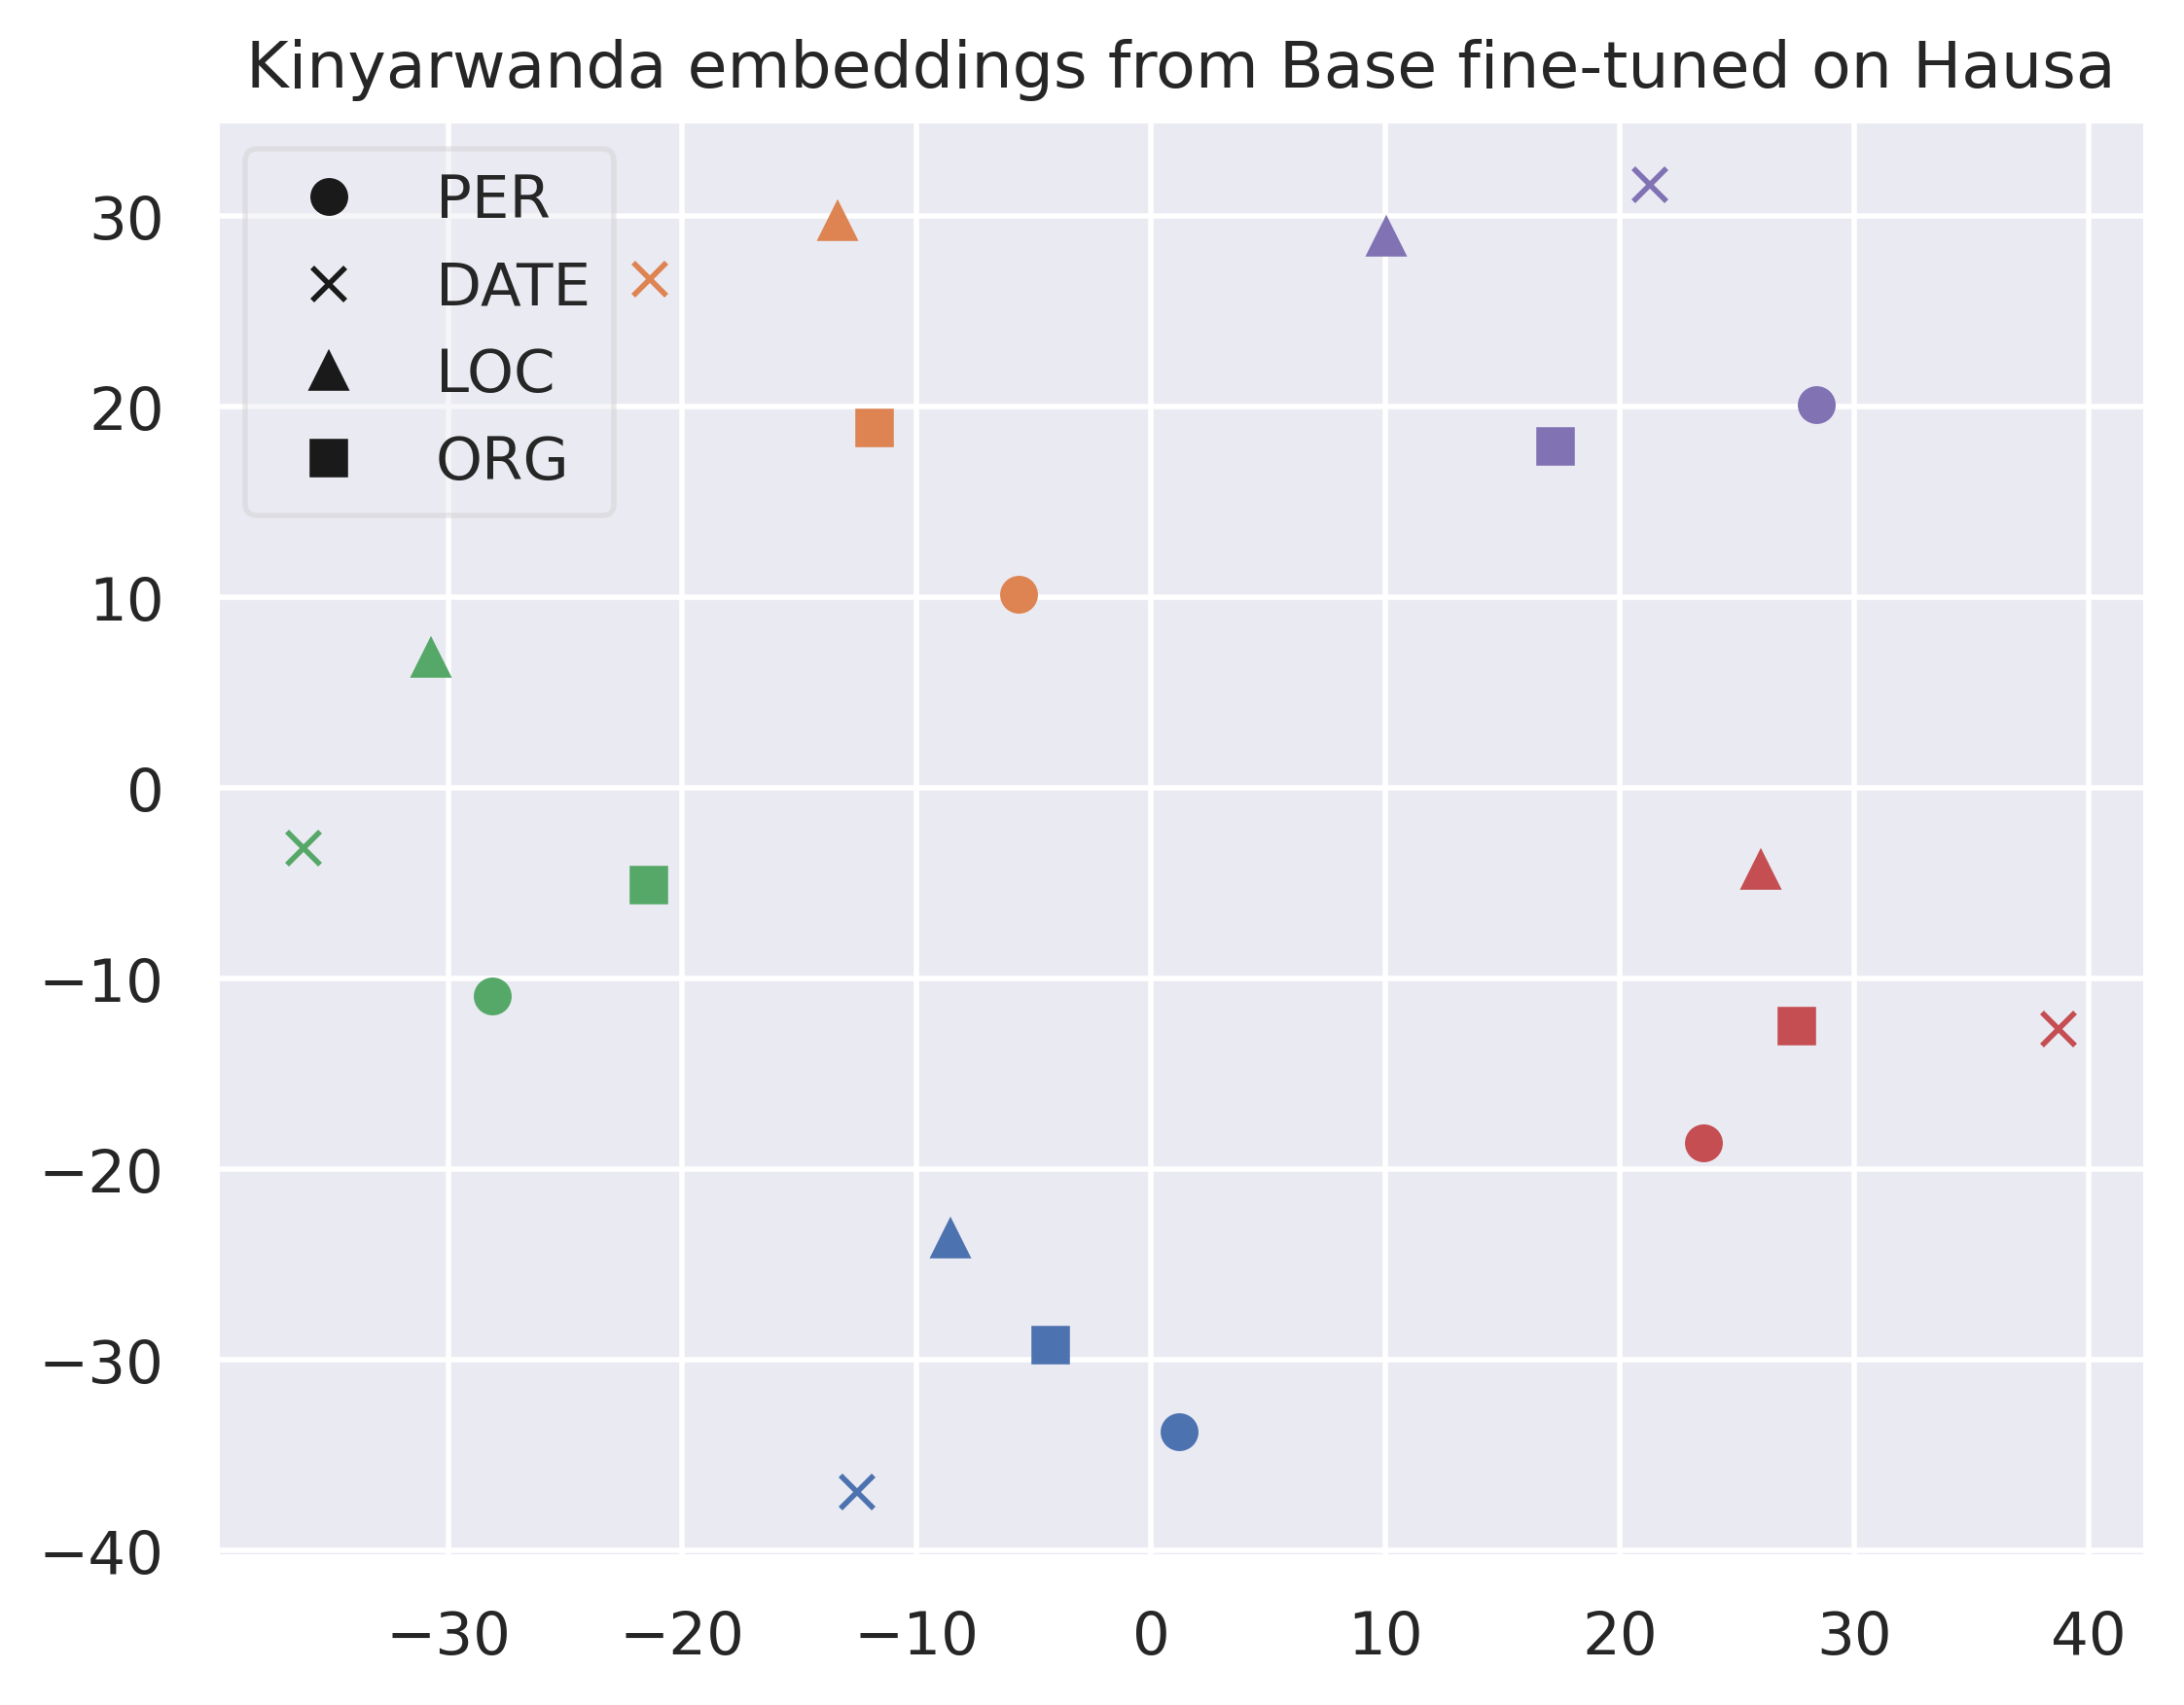 Kinyarwanda embeddings from Base fine-tuned on Hausa
PER
DATE
LOC
ORG
30
20
10
0
−10
−20
−30
−40
−30 −20 −10 0 10 20 30 40